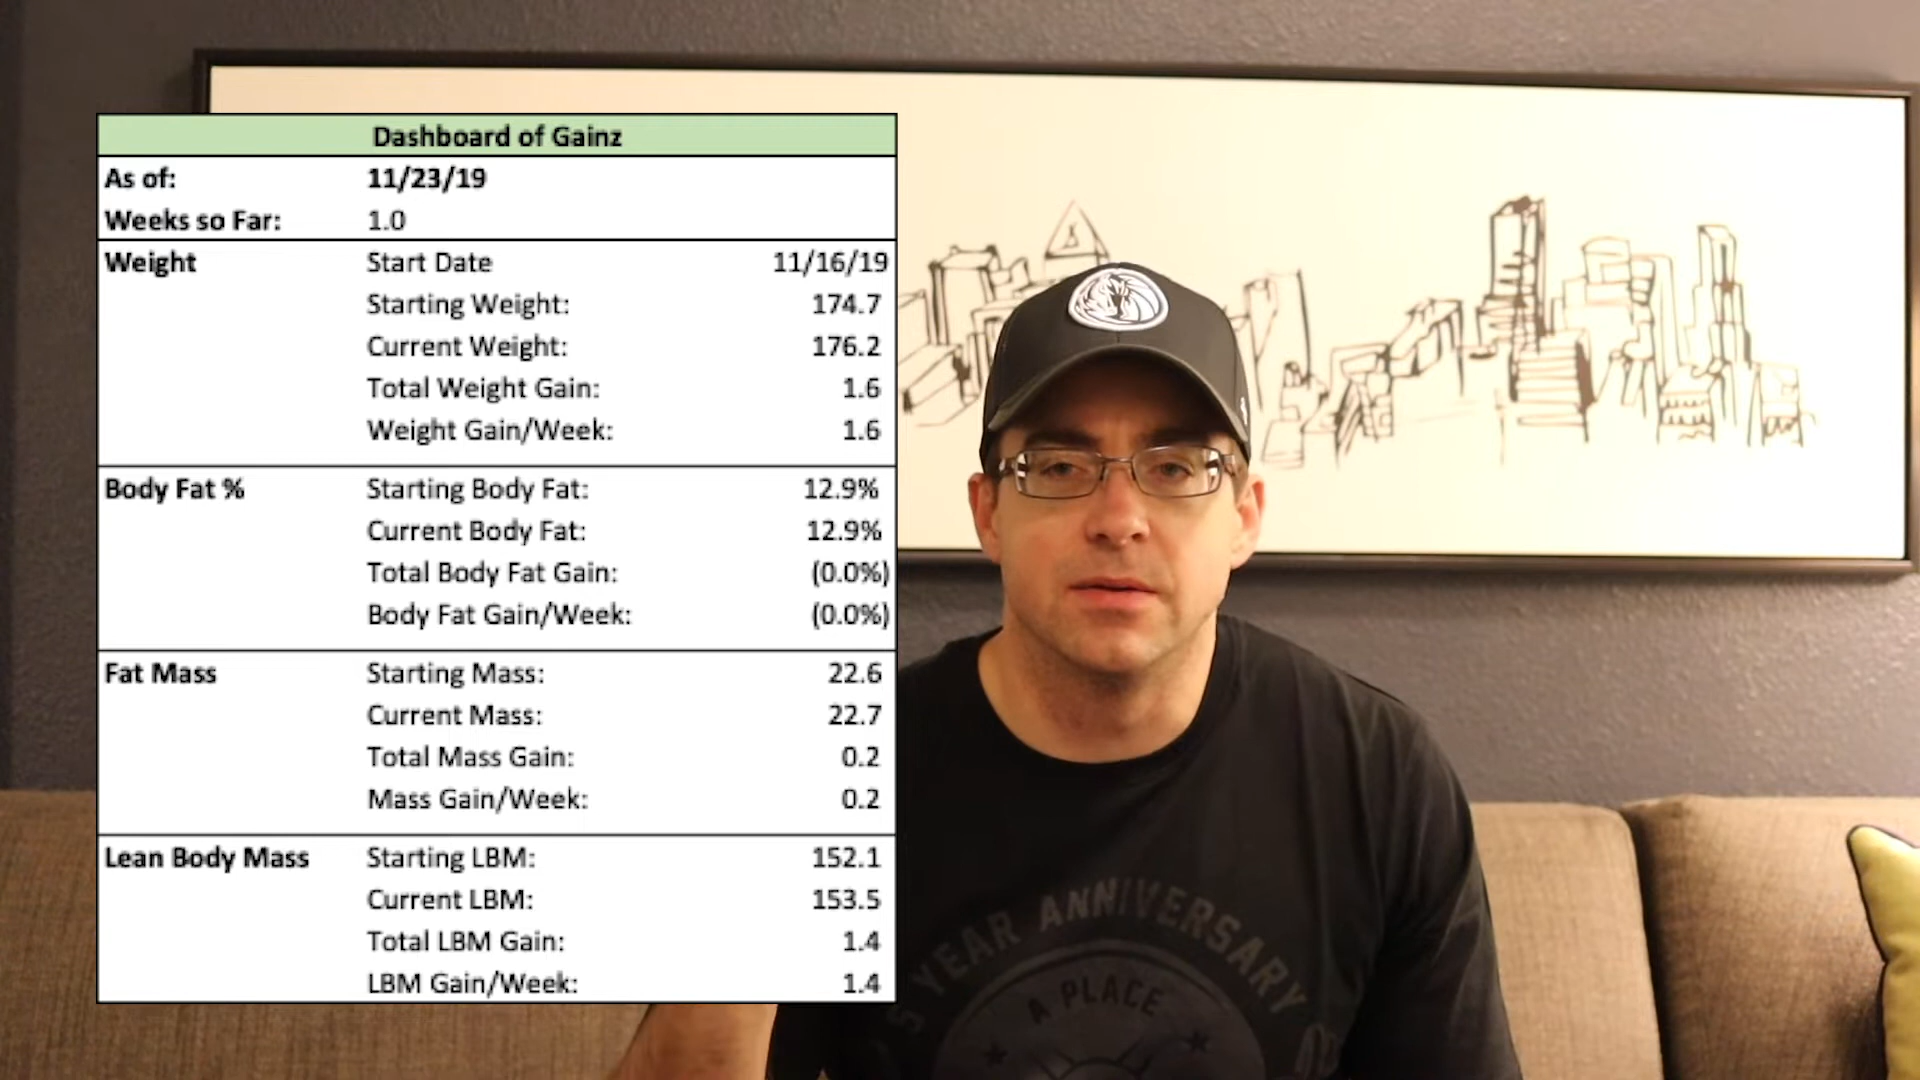 Dashboard of Gainz
As of: 11/23/19
Weeks so Far: 1.0
Weight Start Date 11/16/19
Starting Weight: 174.7
Current Weight: 176.2
Total Weight Gain: 1.6
Weight Gain/Week: 1.6
Body Fat % Starting Body Fat: 12.9%
Current Body Fat: 12.9%
Total Body Fat Gain: (0.0%)
Body Fat Gain/Week: (0.0%)
Fat Mass Starting Mass: 22.6
Current Mass: 22.7
Total Mass Gain: 0.2
Mass Gain/Week: 0.2
Lean Body Mass Starting LBM: 152.1
Current LBM: 153.5
Total LBM Gain: 1.4
LBM Gain/Week: 1.4
5 YEAR ANNIVERSARY
A PLACE